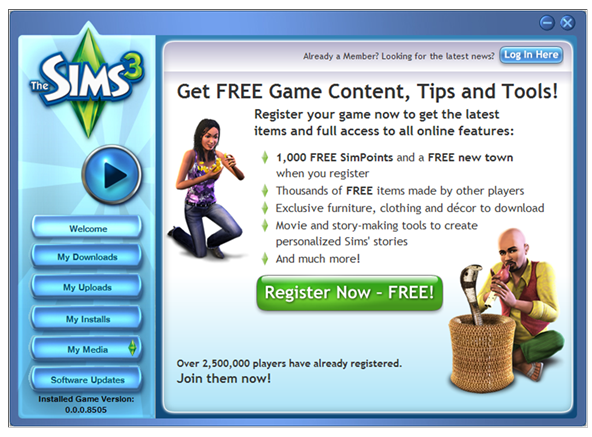 The SIMS 3
Already a Member? Looking for the latest news? Log In Here
Get FREE Game Content, Tips and Tools!
Register your game now to get the latest
items and full access to all online features:
1,000 FREE SimPoints and a FREE new town
when you register
Thousands of FREE items made by other players
Exclusive furniture, clothing and décor to download
Movie and story-making tools to create
personalized Sims' stories
And much more!
Register Now – FREE!
Over 2,500,000 players have already registered.
Join them now!
Welcome
My Downloads
My Uploads
My Installs
My Media
Software Updates
Installed Game Version:
0.0.0.8505